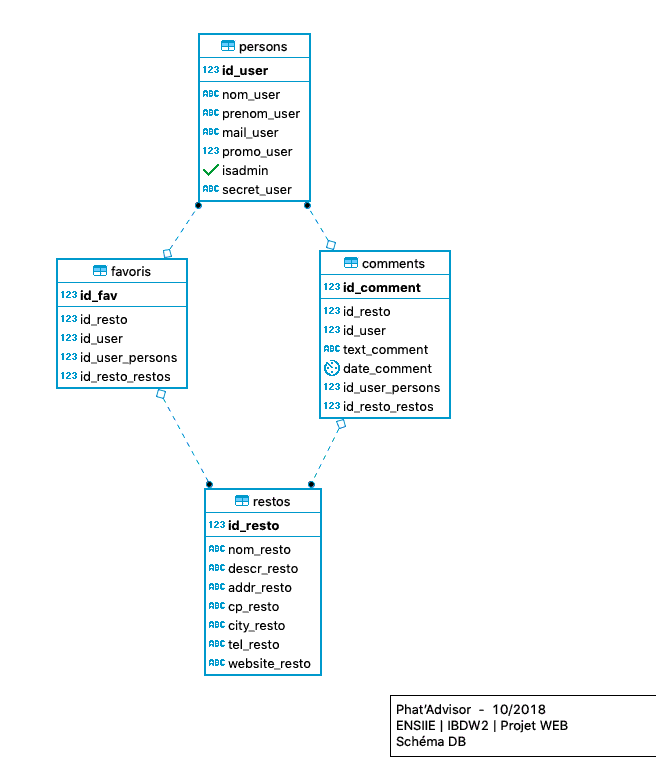 persons
123 id_user
ABC nom_user
ABC prenom_user
ABC mail_user
123 promo_user
isadmin
ABC secret_user
favoris
123 id_fav
123 id_resto
123 id_user
123 id_user_persons
123 id_resto_restos
comments
123 id_comment
123 id_resto
123 id_user
ABC text_comment
date_comment
123 id_user_persons
123 id_resto_restos
restos
123 id_resto
ABC nom_resto
ABC descr_resto
ABC addr_resto
ABC cp_resto
ABC city_resto
ABC tel_resto
ABC website_resto
Phat'Advisor - 10/2018
ENSIIE | IBDW2 | Projet WEB
Schéma DB